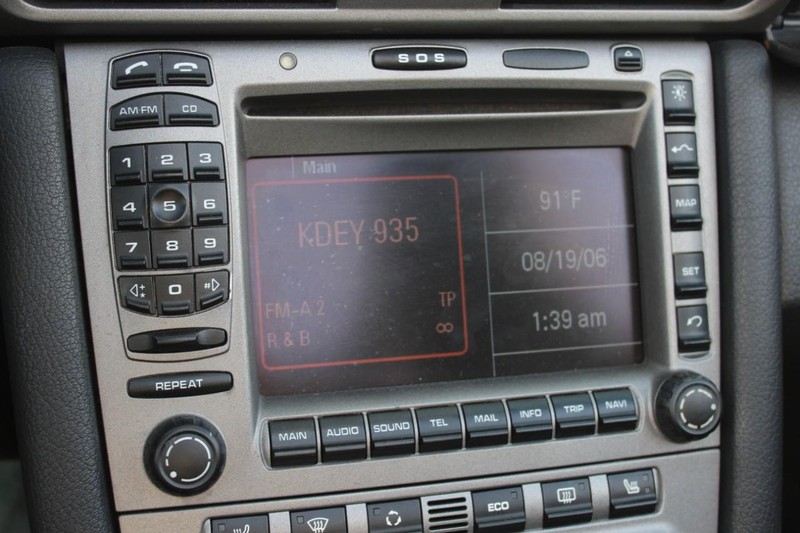 SOS
AM·FM CD
1 2 3
4 5 6
7 8 9
* 0 #
REPEAT
Main
KDEY 935
FM-A 2 TP
R & B ∞
91°F
08/19/06
1:39 am
MAP
SET
MAIN AUDIO SOUND TEL MAIL INFO TRIP NAVI
ECO